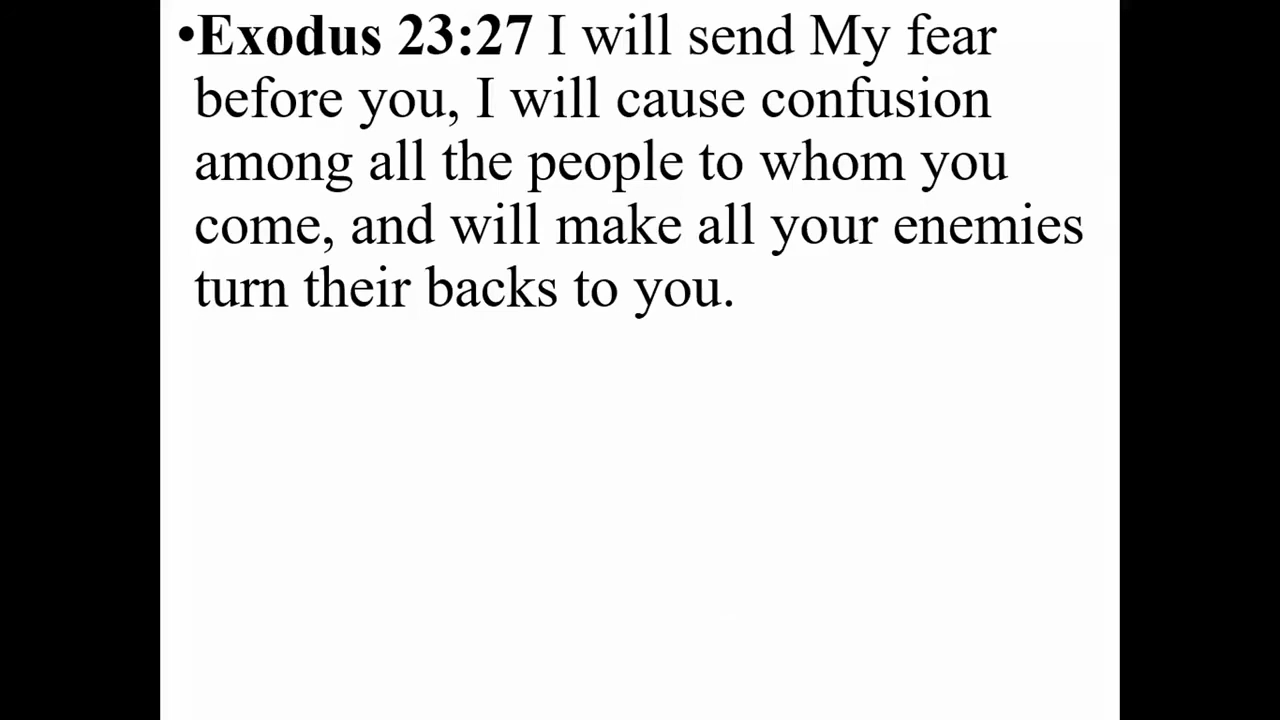 •Exodus 23:27 I will send My fear
before you, I will cause confusion
among all the people to whom you
come, and will make all your enemies
turn their backs to you.